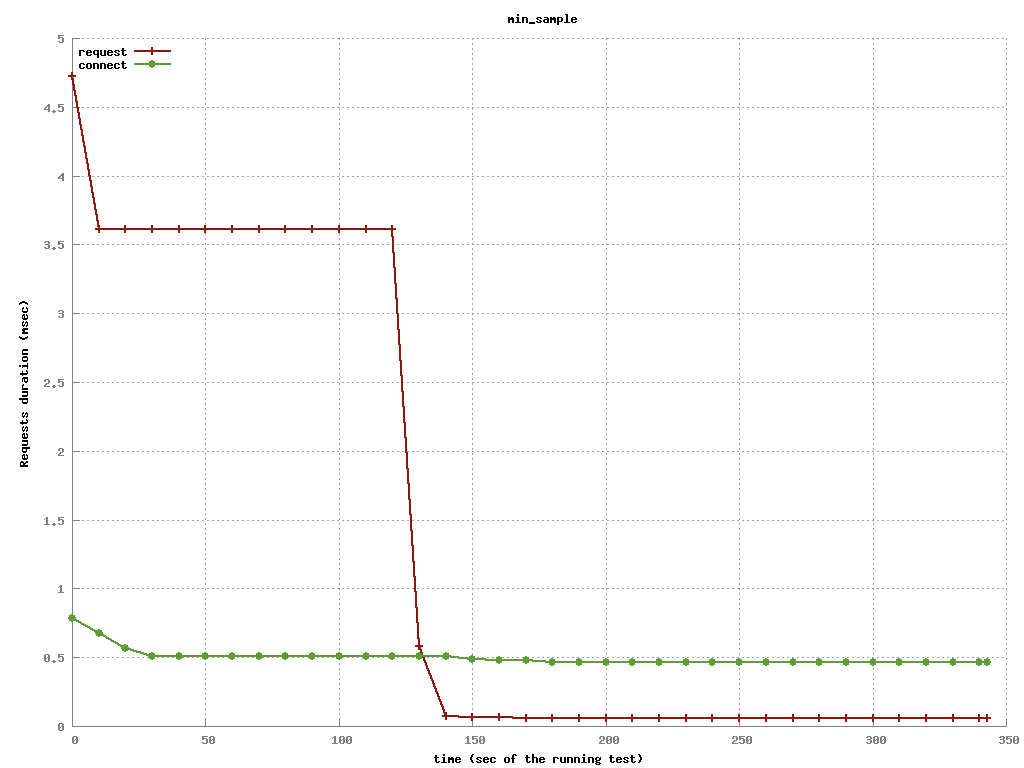 min_sample
request
connect
5
4.5
4
3.5
3
2.5
2
1.5
1
0.5
0
Requests duration (msec)
0 50 100 150 200 250 300 350
time (sec of the running test)